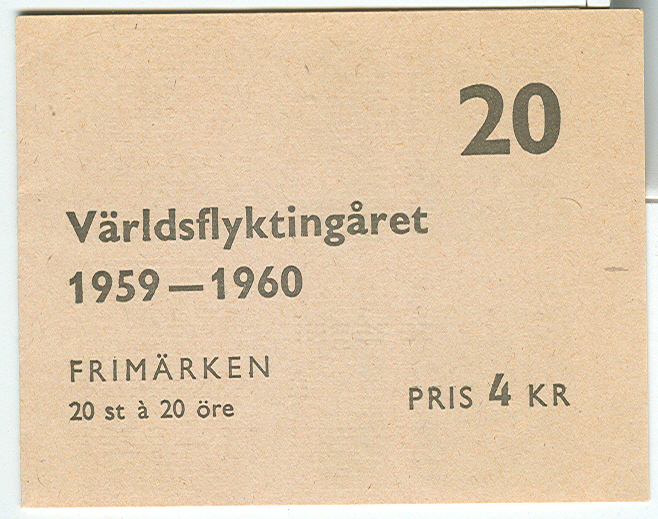 20
Världsflyktingåret
1959—1960
FRIMÄRKEN
20 st à 20 öre
PRIS 4 KR